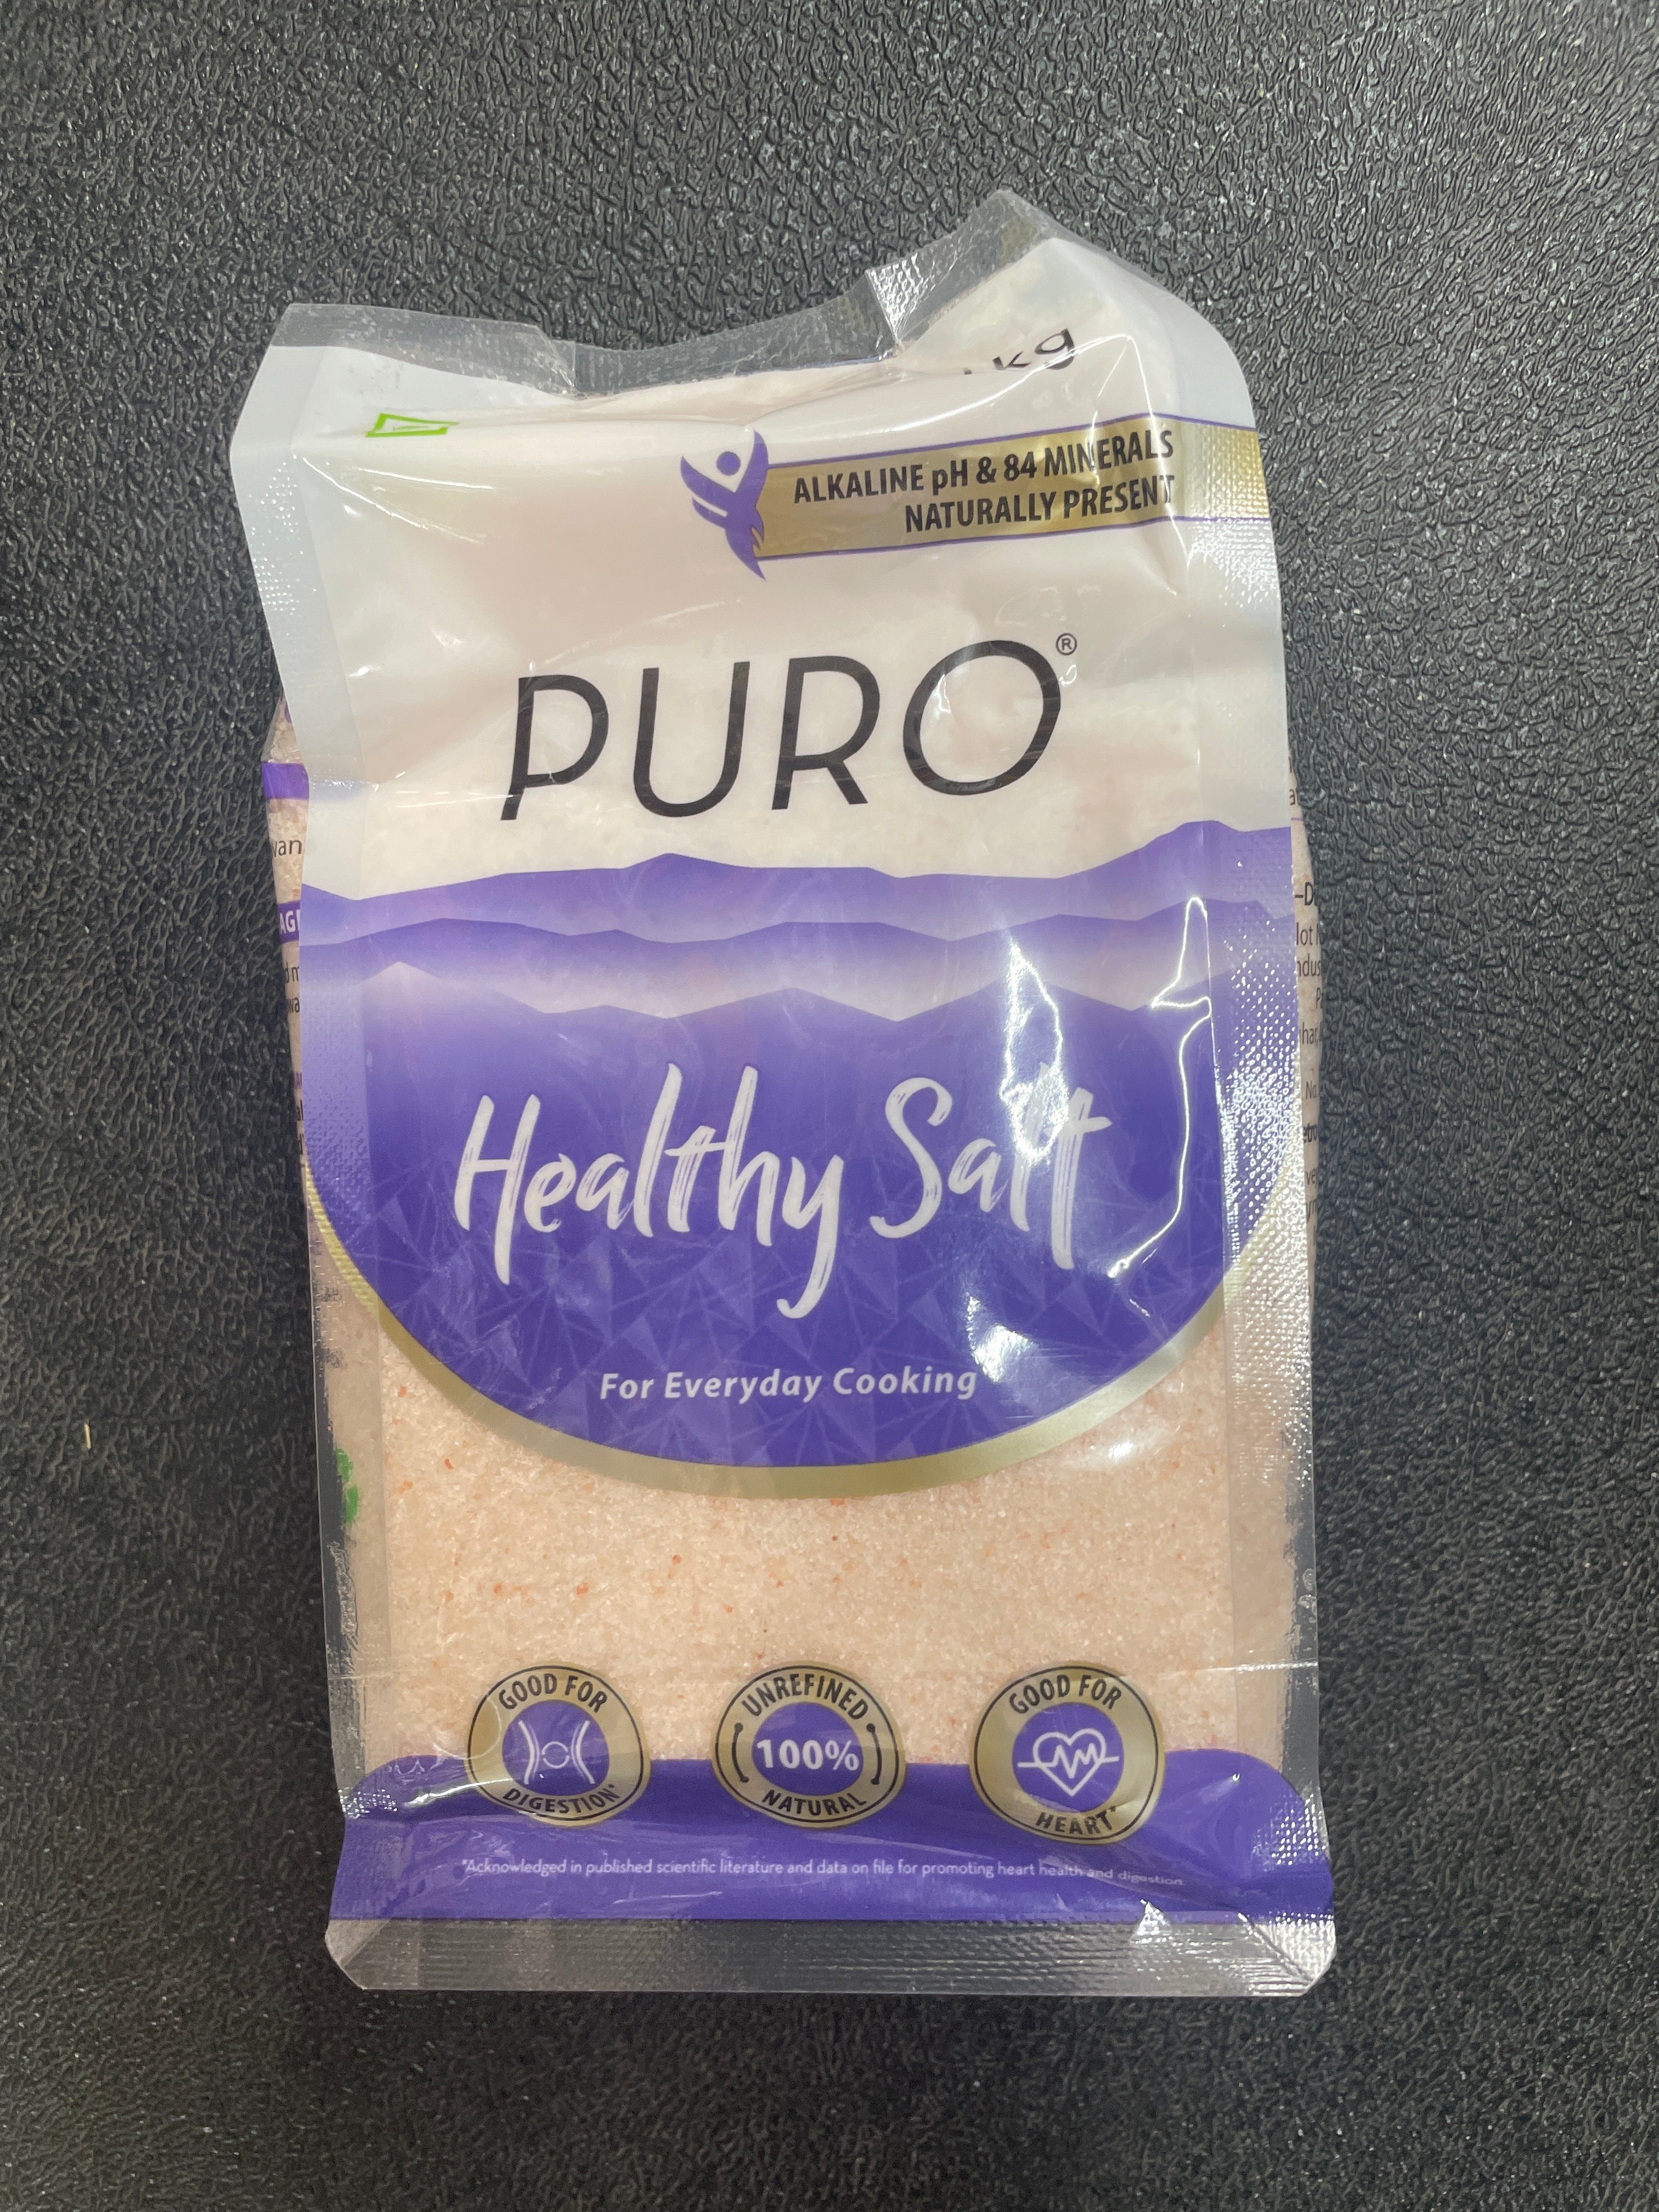 kg
ALKALINE pH & 84 MINERALS
NATURALLY PRESENT
PURO®
Healthy Salt
For Everyday Cooking
GOOD FOR
DIGESTION*
UNREFINED
100%
NATURAL
GOOD FOR
HEART*
*Acknowledged in published scientific literature and data on file for promoting heart health and digestion.